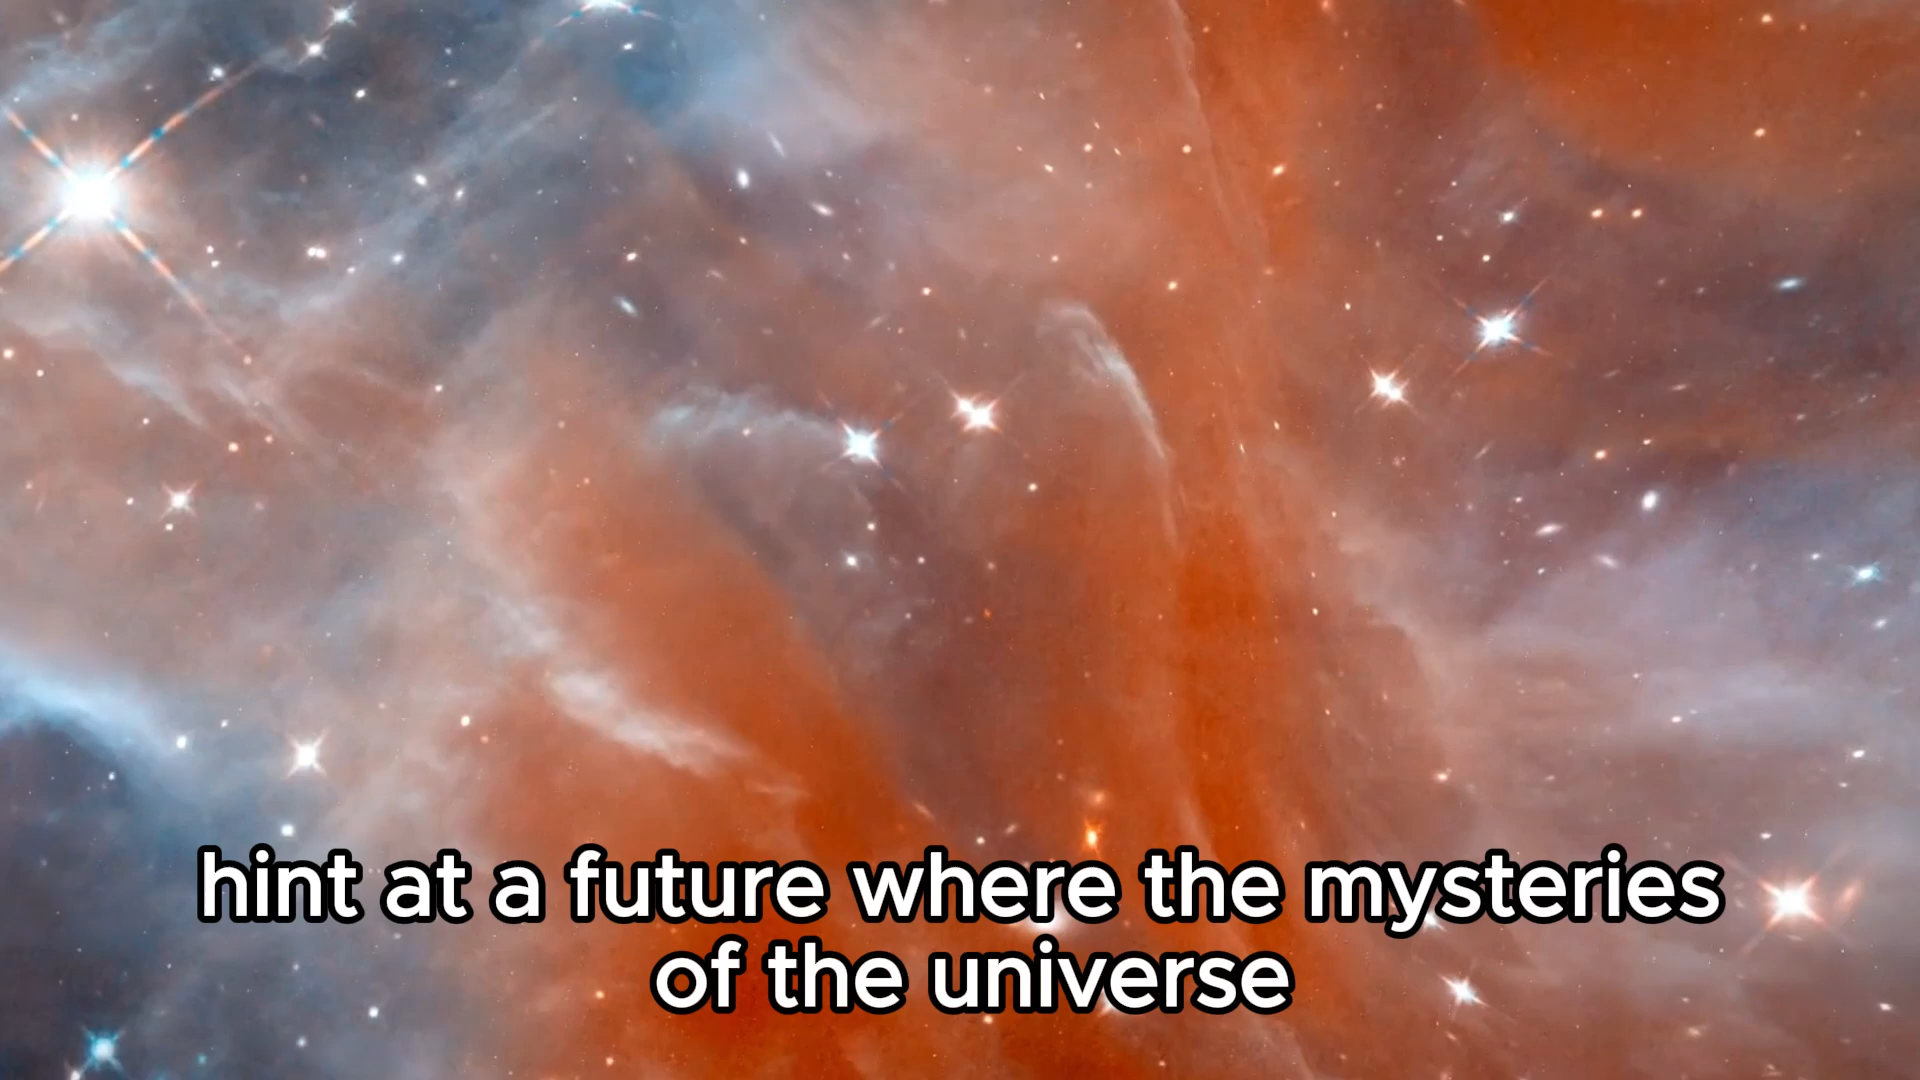 hint at a future where the mysteries
of the universe